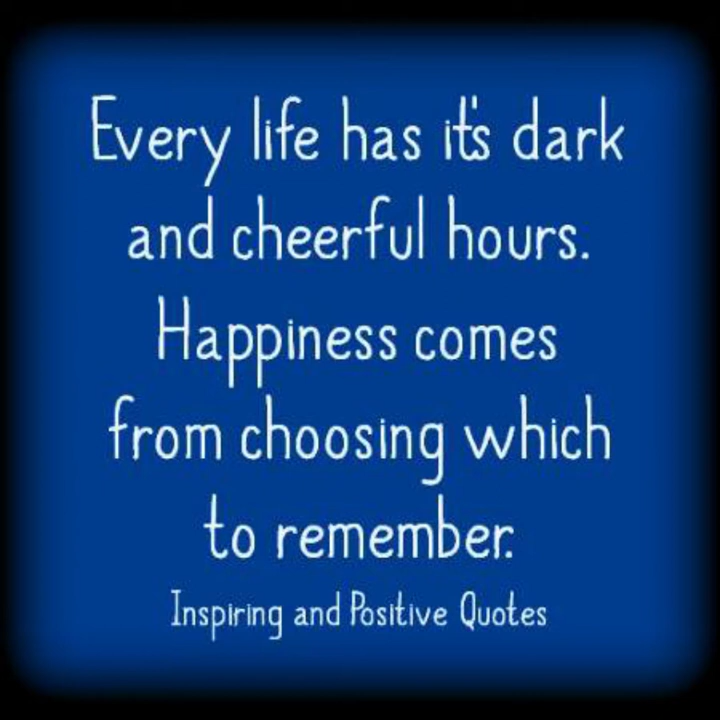 Every life has it's dark
and cheerful hours.
Happiness comes
from choosing which
to remember.
Inspiring and Positive Quotes